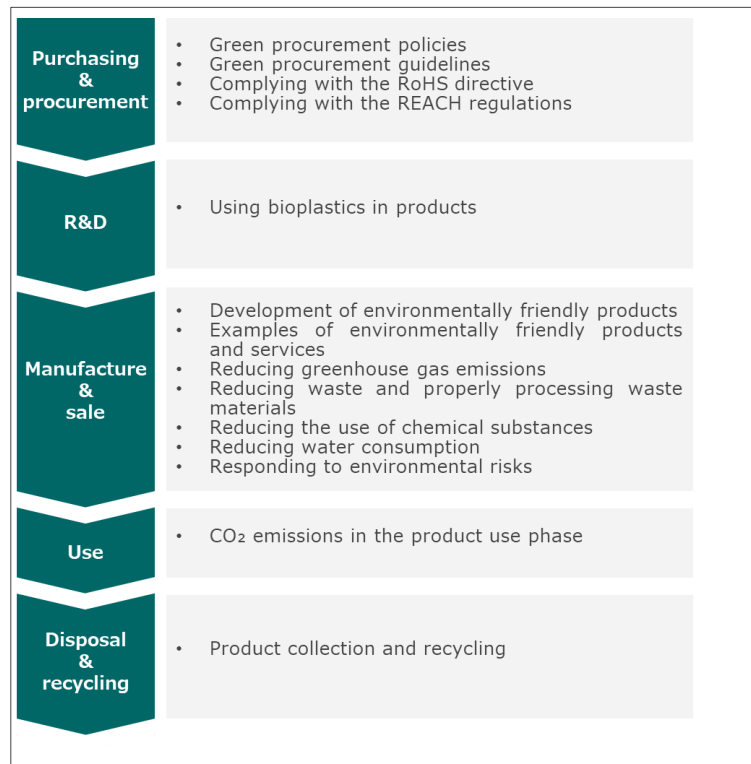 Purchasing
&
procurement
• Green procurement policies
• Green procurement guidelines
• Complying with the RoHS directive
• Complying with the REACH regulations
R&D
• Using bioplastics in products
Manufacture
&
sale
• Development of environmentally friendly products
• Examples of environmentally friendly products
and services
• Reducing greenhouse gas emissions
• Reducing waste and properly processing waste
materials
• Reducing the use of chemical substances
• Reducing water consumption
• Responding to environmental risks
Use
• CO₂ emissions in the product use phase
Disposal
&
recycling
• Product collection and recycling